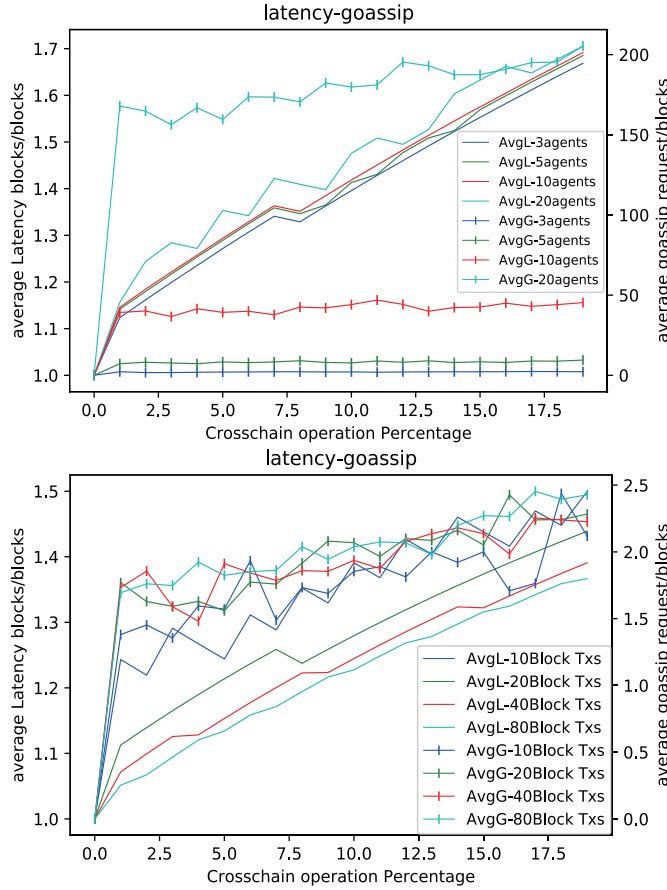 latency-goassip
1.7
1.6
1.5
1.4
1.3
1.2
1.1
1.0
average Latency blocks/blocks
200
150
100
50
0
average goassip request/blocks
AvgL-3agents
AvgL-5agents
AvgL-10agents
AvgL-20agents
AvgG-3agents
AvgG-5agents
AvgG-10agents
AvgG-20agents
0.0 2.5 5.0 7.5 10.0 12.5 15.0 17.5
Crosschain operation Percentage
latency-goassip
1.5
1.4
1.3
1.2
1.1
1.0
average Latency blocks/blocks
2.5
2.0
1.5
1.0
0.5
0.0
average goassip request/blocks
AvgL-10Block Txs
AvgL-20Block Txs
AvgL-40Block Txs
AvgL-80Block Txs
AvgG-10Block Txs
AvgG-20Block Txs
AvgG-40Block Txs
AvgG-80Block Txs
0.0 2.5 5.0 7.5 10.0 12.5 15.0 17.5
Crosschain operation Percentage